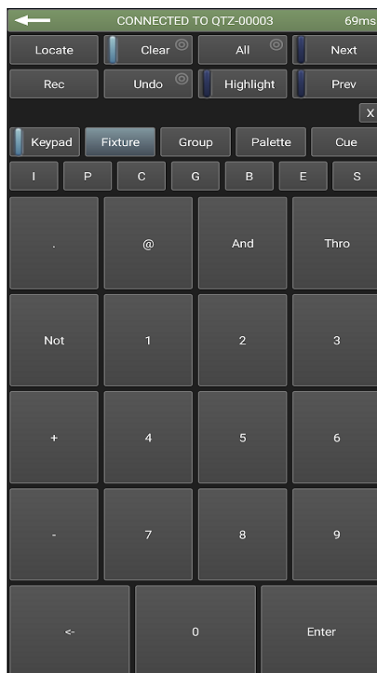 CONNECTED TO QTZ-00003 69ms
Locate Clear All Next
Rec Undo Highlight Prev
X
Keypad Fixture Group Palette Cue
I P C G B E S
. @ And Thro
Not 1 2 3
+ 4 5 6
- 7 8 9
<- 0 Enter